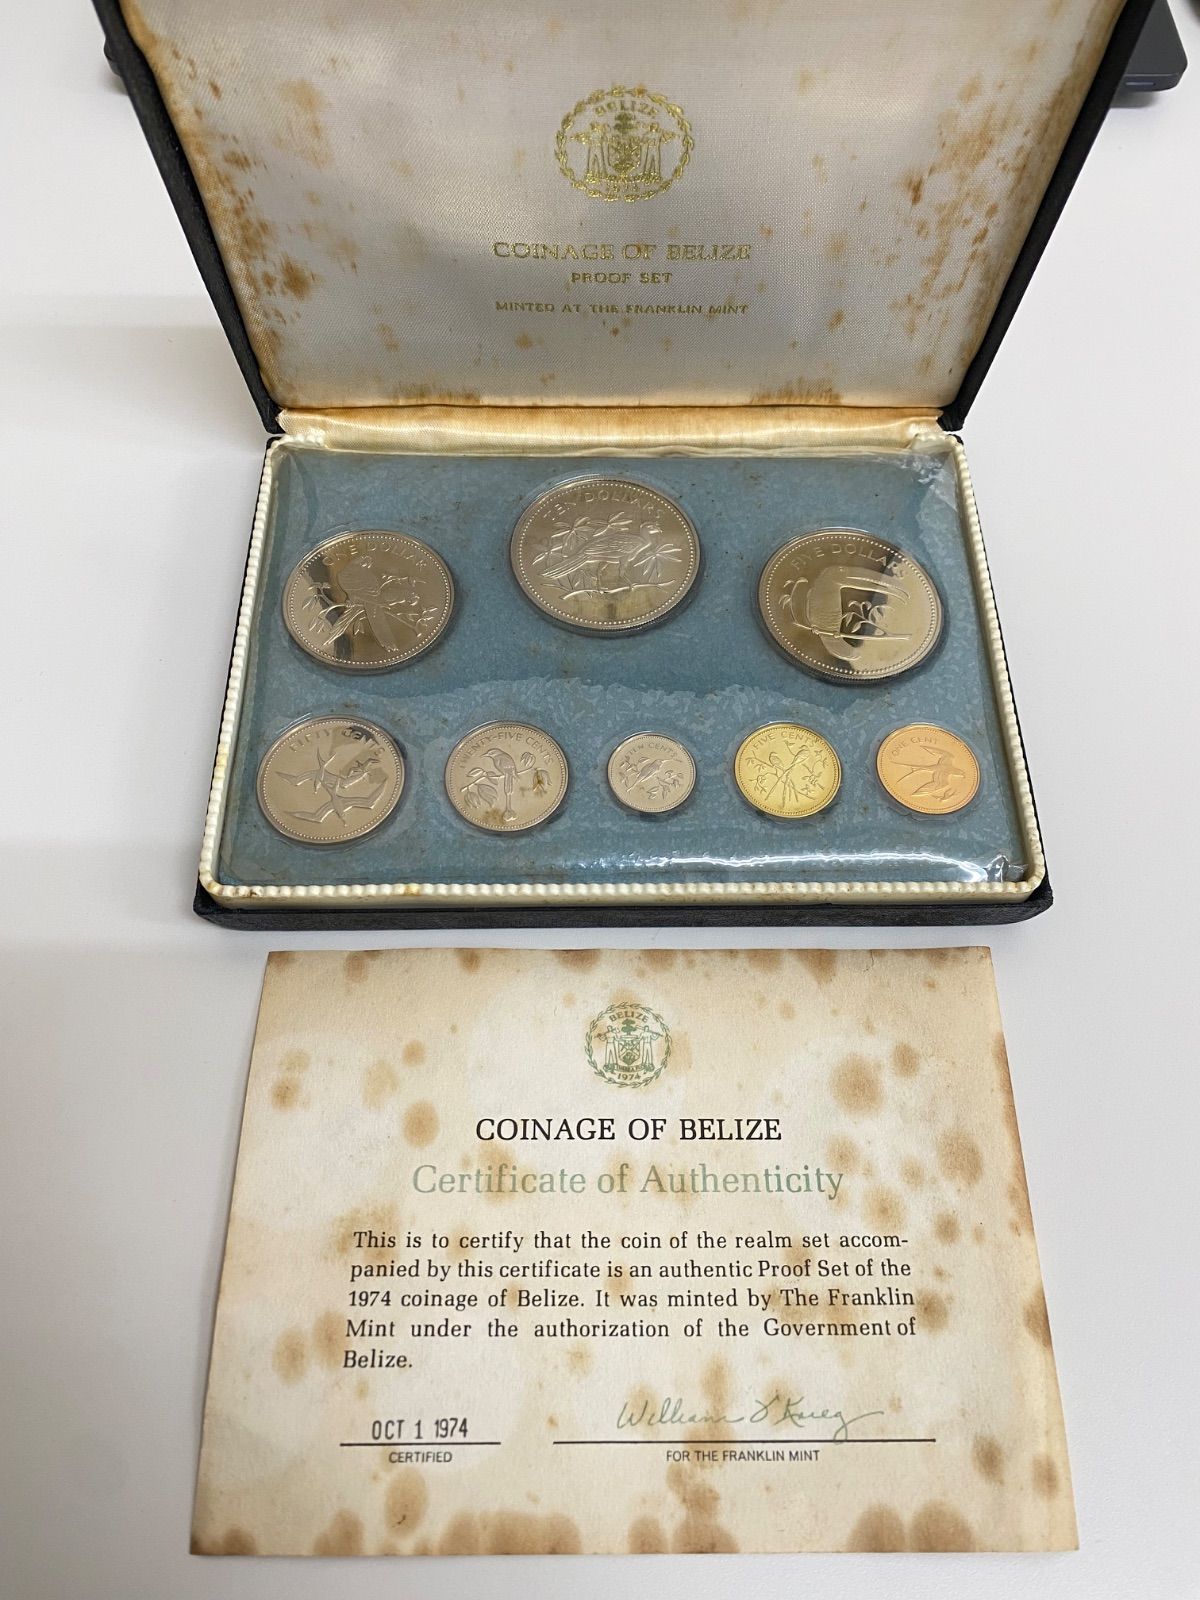 BELIZE
1974
COINAGE OF BELIZE
PROOF SET
MINTED AT THE FRANKLIN MINT
TEN DOLLARS
ONE DOLLAR
FIVE DOLLARS
FIFTY CENTS
TWENTY-FIVE CENTS
TEN CENTS
FIVE CENTS
ONE CENT
BELIZE
1974
COINAGE OF BELIZE
Certificate of Authenticity
This is to certify that the coin of the realm set accom-
panied by this certificate is an authentic Proof Set of the
1974 coinage of Belize. It was minted by The Franklin
Mint under the authorization of the Government of
Belize.
OCT 1 1974
CERTIFIED
William
FOR THE FRANKLIN MINT